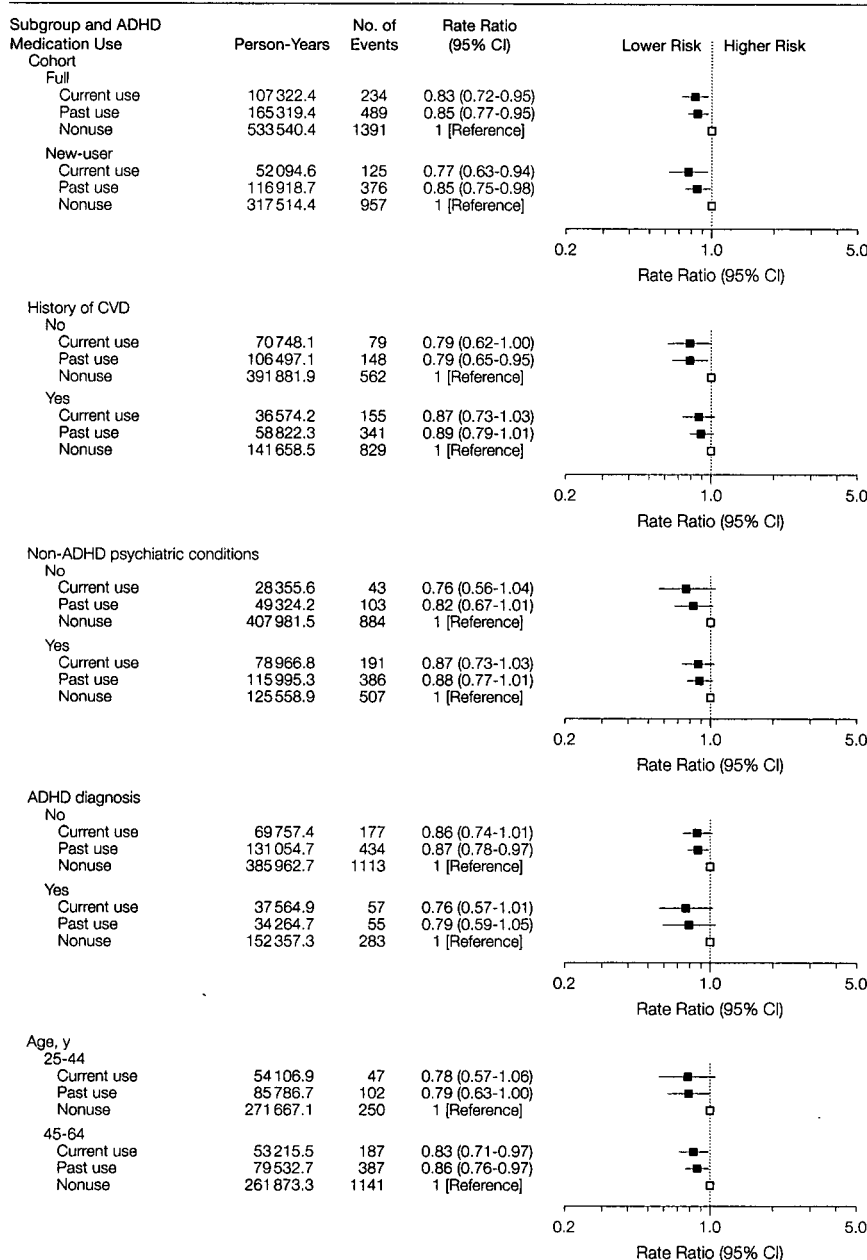 Subgroup and ADHD No. of Rate Ratio
Medication Use Person-Years Events (95% CI) Lower Risk Higher Risk
Cohort
Full
Current use 107322.4 234 0.83 (0.72-0.95)
Past use 165319.4 489 0.85 (0.77-0.95)
Nonuse 533540.4 1391 1 [Reference]
New-user
Current use 52094.6 125 0.77 (0.63-0.94)
Past use 116918.7 376 0.85 (0.75-0.98)
Nonuse 317514.4 957 1 [Reference]
0.2 1.0 5.0
Rate Ratio (95% CI)
History of CVD
No
Current use 70748.1 79 0.79 (0.62-1.00)
Past use 106497.1 148 0.79 (0.65-0.95)
Nonuse 391881.9 562 1 [Reference]
Yes
Current use 36574.2 155 0.87 (0.73-1.03)
Past use 58822.3 341 0.89 (0.79-1.01)
Nonuse 141658.5 829 1 [Reference]
0.2 1.0 5.0
Rate Ratio (95% CI)
Non-ADHD psychiatric conditions
No
Current use 28355.6 43 0.76 (0.56-1.04)
Past use 49324.2 103 0.82 (0.67-1.01)
Nonuse 407981.5 884 1 [Reference]
Yes
Current use 78966.8 191 0.87 (0.73-1.03)
Past use 115995.3 386 0.88 (0.77-1.01)
Nonuse 125558.9 507 1 [Reference]
0.2 1.0 5.0
Rate Ratio (95% CI)
ADHD diagnosis
No
Current use 69757.4 177 0.86 (0.74-1.01)
Past use 131054.7 434 0.87 (0.78-0.97)
Nonuse 385962.7 1113 1 [Reference]
Yes
Current use 37564.9 57 0.76 (0.57-1.01)
Past use 34264.7 55 0.79 (0.59-1.05)
Nonuse 152357.3 283 1 [Reference]
0.2 1.0 5.0
Rate Ratio (95% CI)
Age, y
25-44
Current use 54106.9 47 0.78 (0.57-1.06)
Past use 85786.7 102 0.79 (0.63-1.00)
Nonuse 271667.1 250 1 [Reference]
45-64
Current use 53215.5 187 0.83 (0.71-0.97)
Past use 79532.7 387 0.86 (0.76-0.97)
Nonuse 261873.3 1141 1 [Reference]
0.2 1.0 5.0
Rate Ratio (95% CI)